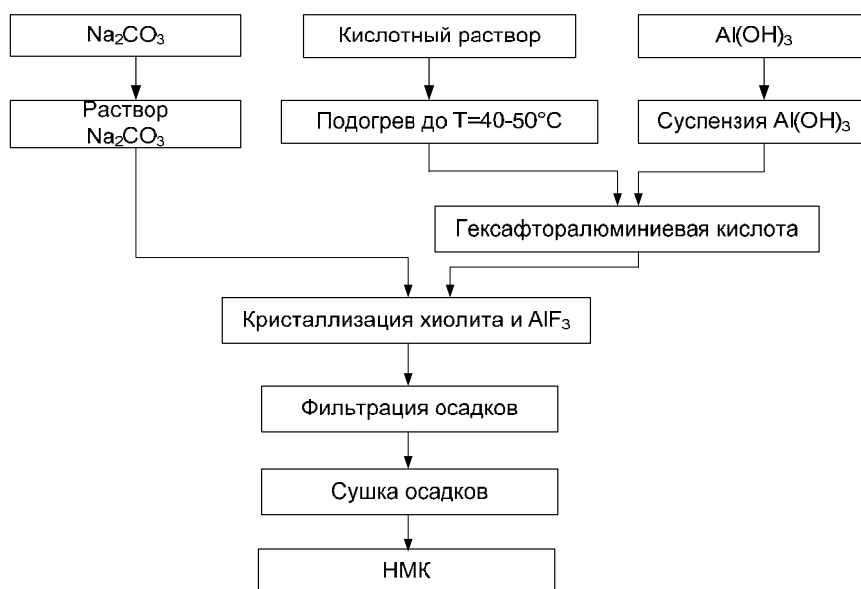 Na₂CO₃
Кислотный раствор
Al(OH)₃
Раствор
Na₂CO₃
Подогрев до T=40-50°C
Суспензия Al(OH)₃
Гексафторалюминиевая кислота
Кристаллизация хиолита и AlF₃
Фильтрация осадков
Сушка осадков
НМК